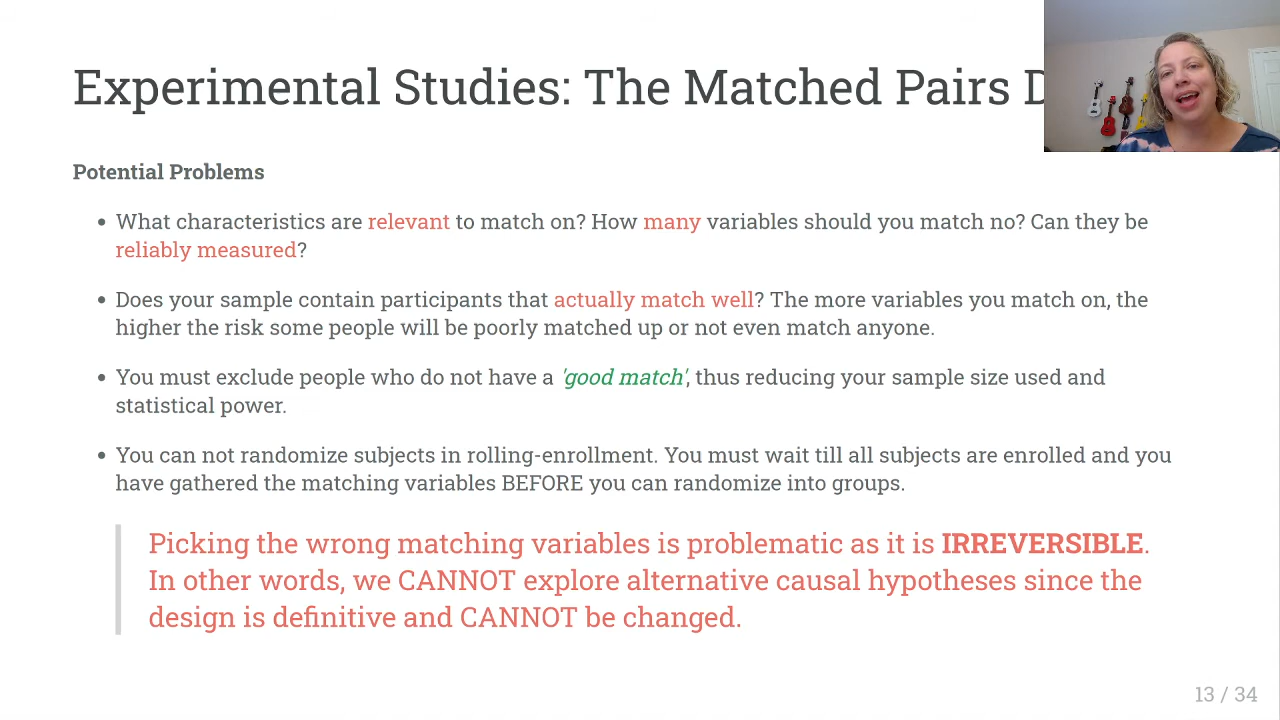 Experimental Studies: The Matched Pairs
Potential Problems
• What characteristics are relevant to match on? How many variables should you match no? Can they be
reliably measured?
• Does your sample contain participants that actually match well? The more variables you match on, the
higher the risk some people will be poorly matched up or not even match anyone.
• You must exclude people who do not have a 'good match', thus reducing your sample size used and
statistical power.
• You can not randomize subjects in rolling-enrollment. You must wait till all subjects are enrolled and you
have gathered the matching variables BEFORE you can randomize into groups.
Picking the wrong matching variables is problematic as it is IRREVERSIBLE.
In other words, we CANNOT explore alternative causal hypotheses since the
design is definitive and CANNOT be changed.
13 / 34